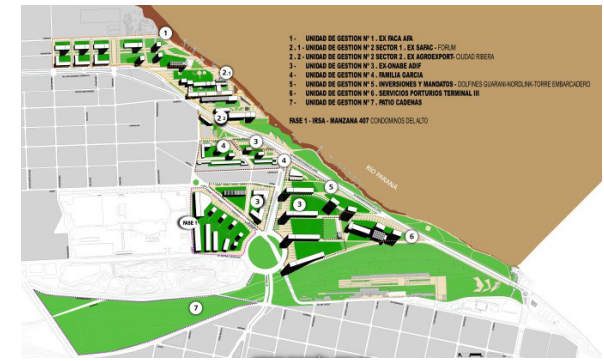 1 - UNIDAD DE GESTION Nº 1 . EX FACA AFA
2 . 1 - UNIDAD DE GESTION Nº 2 SECTOR 1 . EX SAFAC - FORUM
2 . 2 - UNIDAD DE GESTION Nº 2 SECTOR 2 . EX AGROEXPORT- CIUDAD RIBERA
3 - UNIDAD DE GESTION Nº 3 . EX-ONABE ADIF
4 - UNIDAD DE GESTION Nº 4 . FAMILIA GARCIA
5 - UNIDAD DE GESTION Nº 5 . INVERSIONES Y MANDATOS - DOLFINES GUARANI-NORDLINK-TORRE EMBARCADERO
6 - UNIDAD DE GESTION Nº 6 . SERVICIOS PORTURIOS TERMINAL III
7 - UNIDAD DE GESTION Nº 7 . PATIO CADENAS
FASE 1 - IRSA - MANZANA 407 CONDOMINOS DEL ALTO
1
2.1
2.2
4
3
4
RIO PARANA
5
3
3
FASE 1
6
7